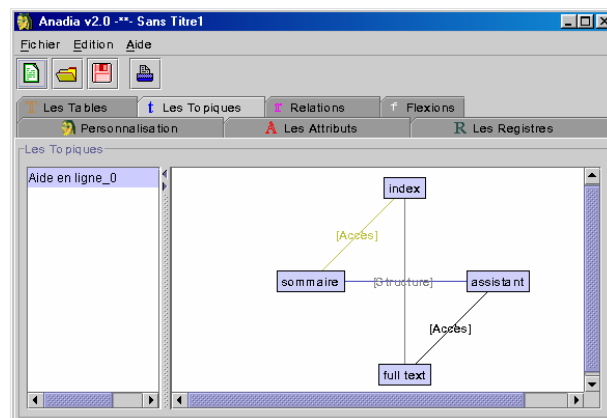 Anadia v2.0 -**- Sans Titre1
Fichier Edition Aide
T Les Tables t Les Topiques r Relations f Flexions
Personnalisation A Les Attributs R Les Registres
Les Topiques
Aide en ligne_0
index
[Accès]
sommaire [Structure] assistant
[Accès]
full text